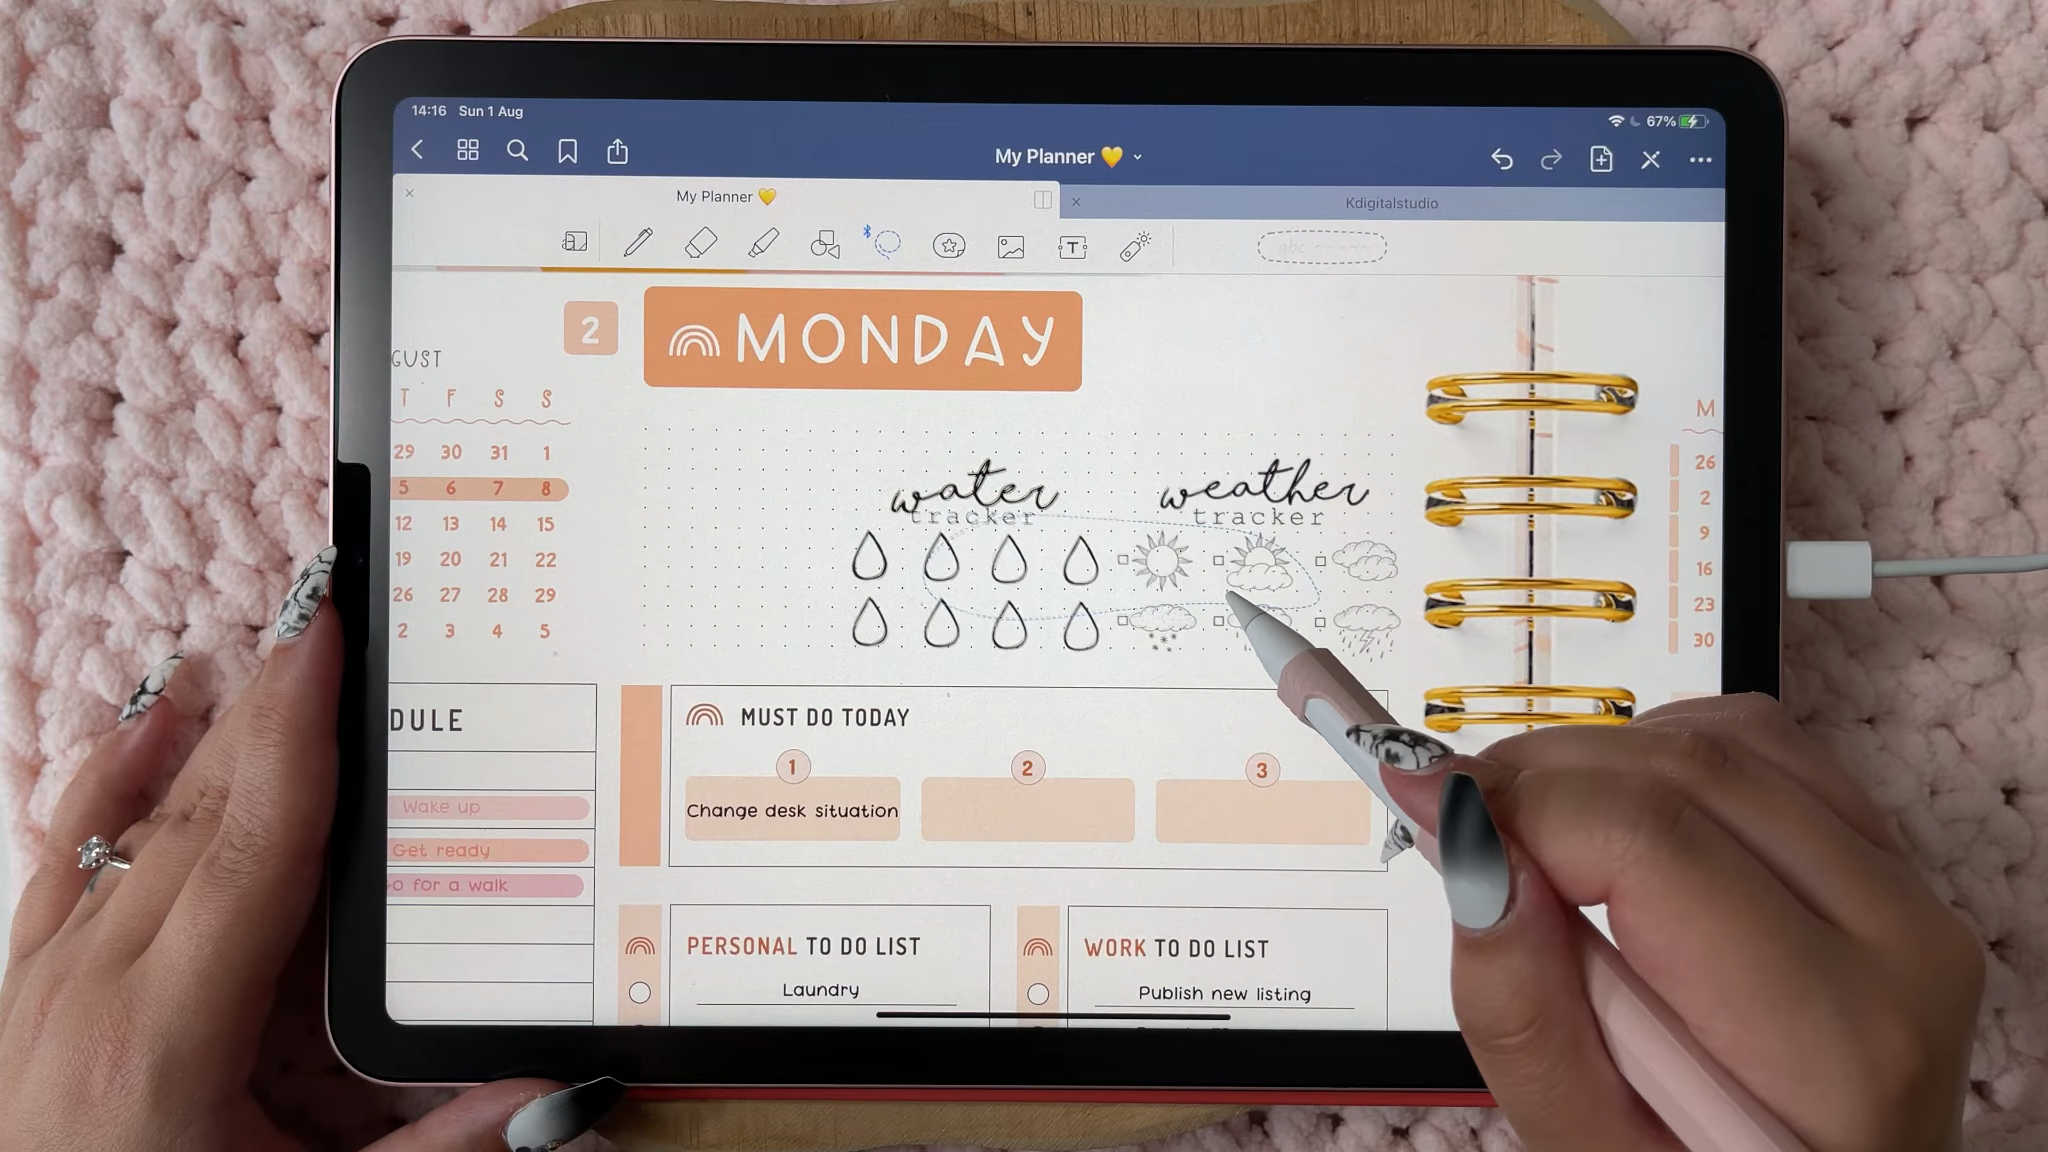 14:16 Sun 1 Aug
67%
My Planner 💛
My Planner 💛
Kdigitalstudio
2
MONDAY
GUST
T F S S
29 30 31 1
5 6 7 8
12 13 14 15
19 20 21 22
26 27 28 29
2 3 4 5
water
tracker
weather
tracker
M
26
2
9
16
23
30
DULE
Wake up
Get ready
o for a walk
MUST DO TODAY
1 2 3
Change desk situation
PERSONAL TO DO LIST
Laundry
WORK TO DO LIST
Publish new listing